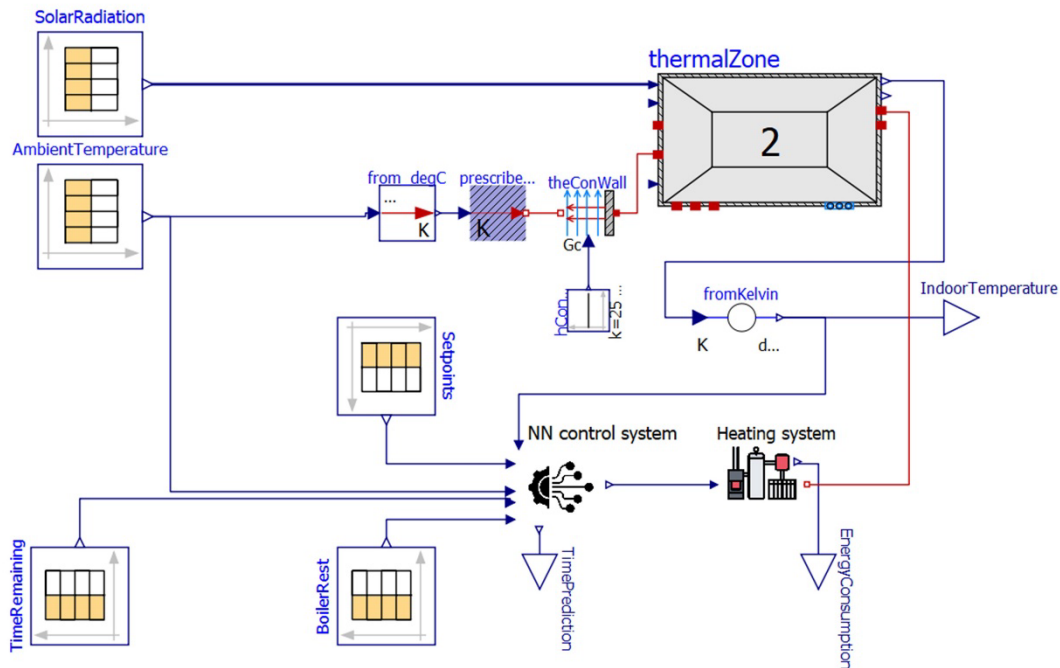 SolarRadiation
thermalZone
2
AmbientTemperature
from_degC
prescribe...
theConWall
...
K
K
Gc
hCon...
k=25 ...
fromKelvin
IndoorTemperature
K
d...
Setpoints
NN control system
Heating system
TimeRemaining
BoilerRest
TimePrediction
EnergyConsumption